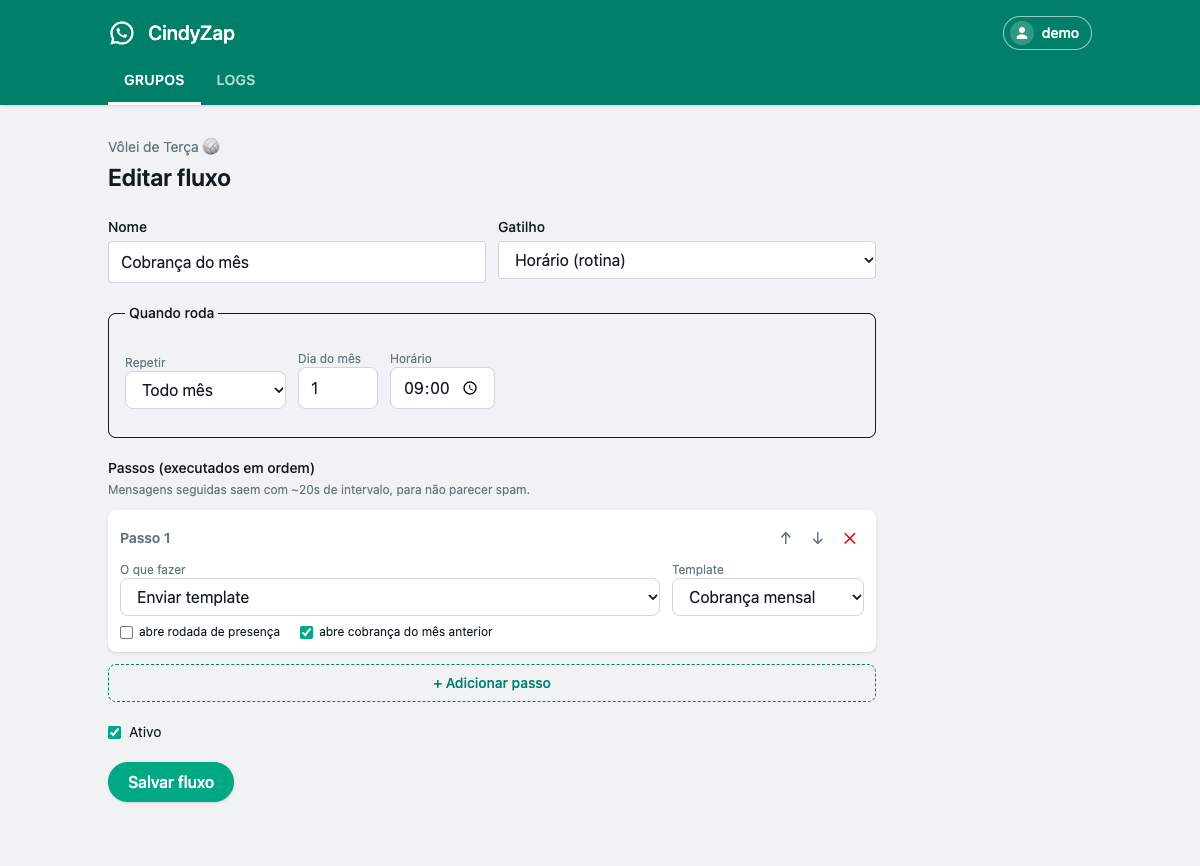 CindyZap
demo
GRUPOS LOGS
Vôlei de Terça 🏐
Editar fluxo
Nome Gatilho
Cobrança do mês Horário (rotina)
Quando roda
Repetir Dia do mês Horário
Todo mês 1 09:00
Passos (executados em ordem)
Mensagens seguidas saem com ~20s de intervalo, para não parecer spam.
Passo 1 ↑ ↓ ✕
O que fazer Template
Enviar template Cobrança mensal
abre rodada de presença abre cobrança do mês anterior
+ Adicionar passo
Ativo
Salvar fluxo